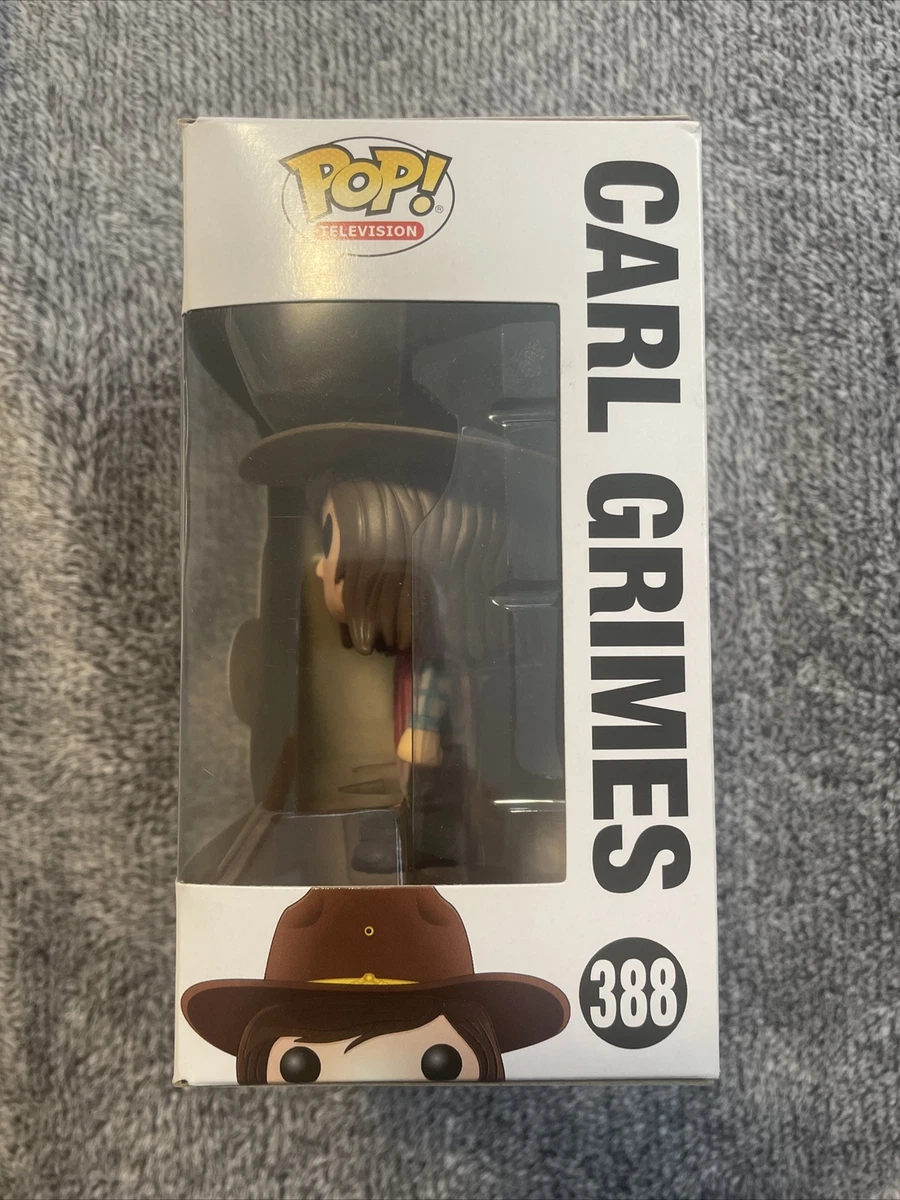 POP!
®
TELEVISION
CARL GRIMES
388